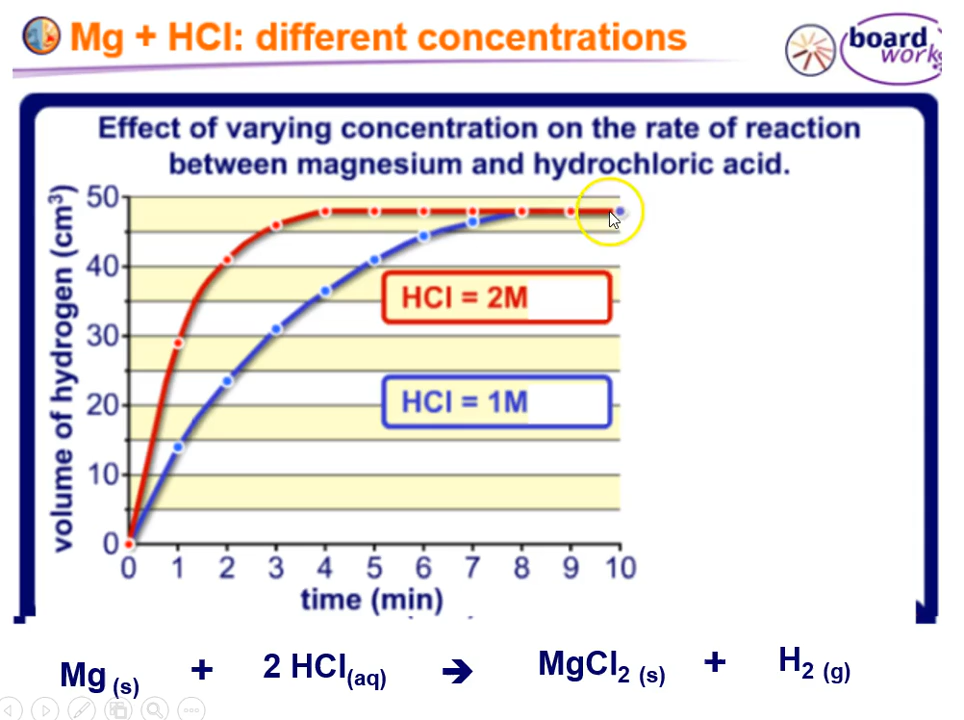 Mg + HCl: different concentrations
board
works
Effect of varying concentration on the rate of reaction
between magnesium and hydrochloric acid.
volume of hydrogen (cm³)
50
40
30
20
10
0
HCl = 2M
HCl = 1M
0 1 2 3 4 5 6 7 8 9 10
time (min)
Mg (s) + 2 HCl(aq) ➔ MgCl₂ (s) + H₂ (g)